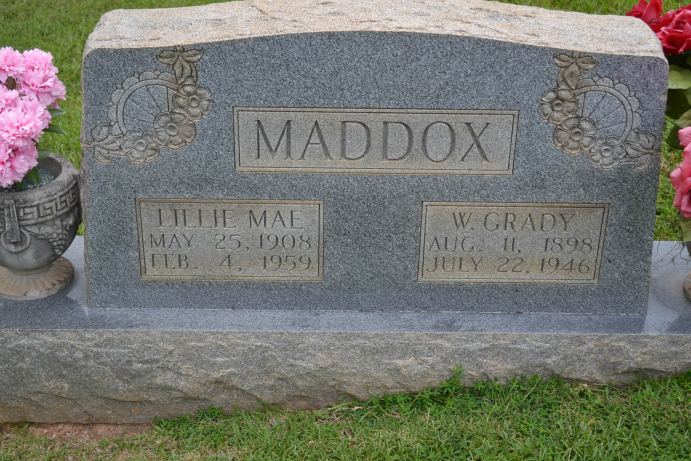 MADDOX
LILLIE MAE
MAY 25, 1908
FEB. 4, 1959
W. GRADY
AUG. 11, 1898
JULY 22, 1946